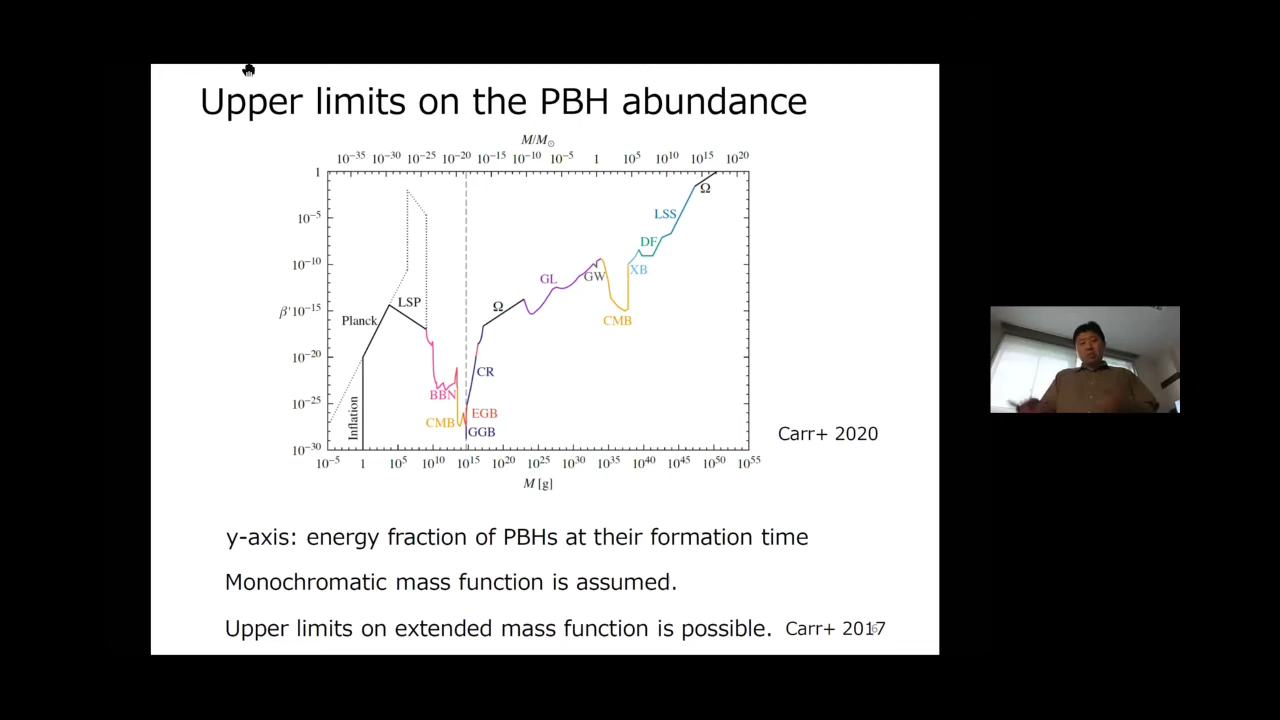 Upper limits on the PBH abundance
M/M⊙
10⁻³⁵ 10⁻³⁰ 10⁻²⁵ 10⁻²⁰ 10⁻¹⁵ 10⁻¹⁰ 10⁻⁵ 1 10⁵ 10¹⁰ 10¹⁵ 10²⁰
1
Ω
10⁻⁵
LSS
DF
10⁻¹⁰
XB
GL
GW
LSP
Ω
β′
10⁻¹⁵
Planck
CMB
10⁻²⁰
CR
BBN
10⁻²⁵
Inflation
EGB
CMB
GGB
10⁻³⁰
10⁻⁵ 1 10⁵ 10¹⁰ 10¹⁵ 10²⁰ 10²⁵ 10³⁰ 10³⁵ 10⁴⁰ 10⁴⁵ 10⁵⁰ 10⁵⁵
M [g]
Carr+ 2020
y-axis: energy fraction of PBHs at their formation time
Monochromatic mass function is assumed.
Upper limits on extended mass function is possible. Carr+ 2017